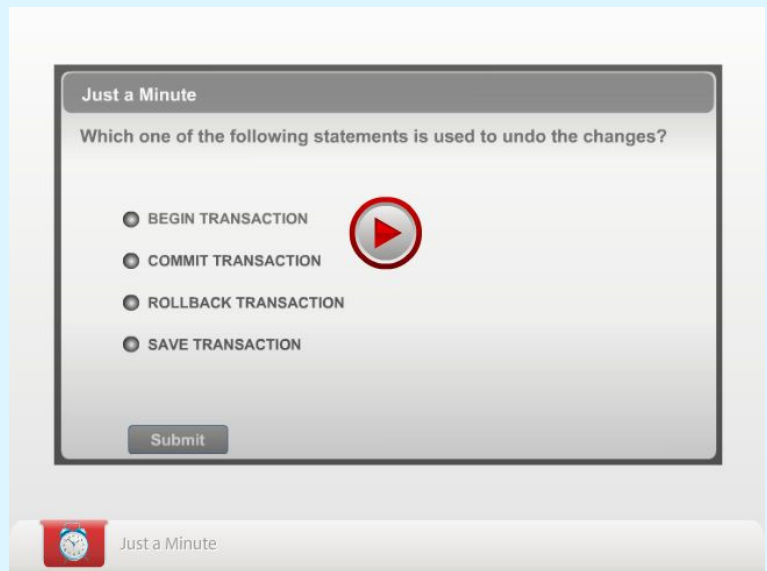 Just a Minute
Which one of the following statements is used to undo the changes?
BEGIN TRANSACTION
COMMIT TRANSACTION
ROLLBACK TRANSACTION
SAVE TRANSACTION
Submit
Just a Minute